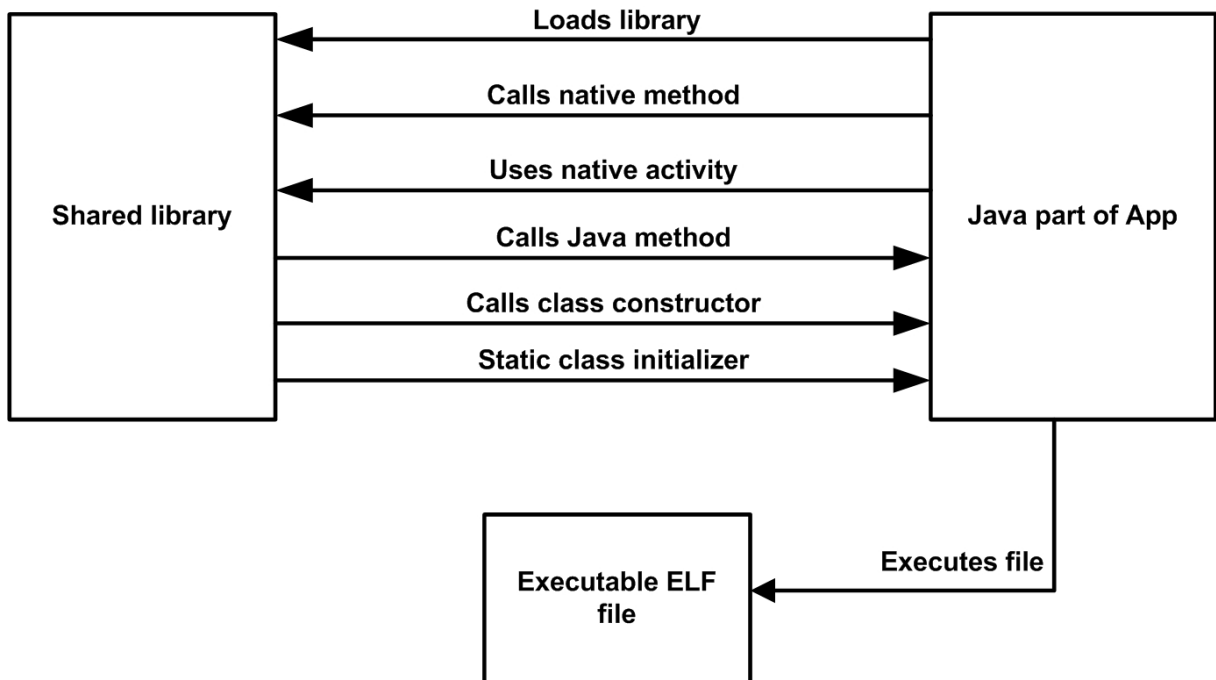 Loads library
Calls native method
Uses native activity
Shared library
Java part of App
Calls Java method
Calls class constructor
Static class initializer
Executes file
Executable ELF
file